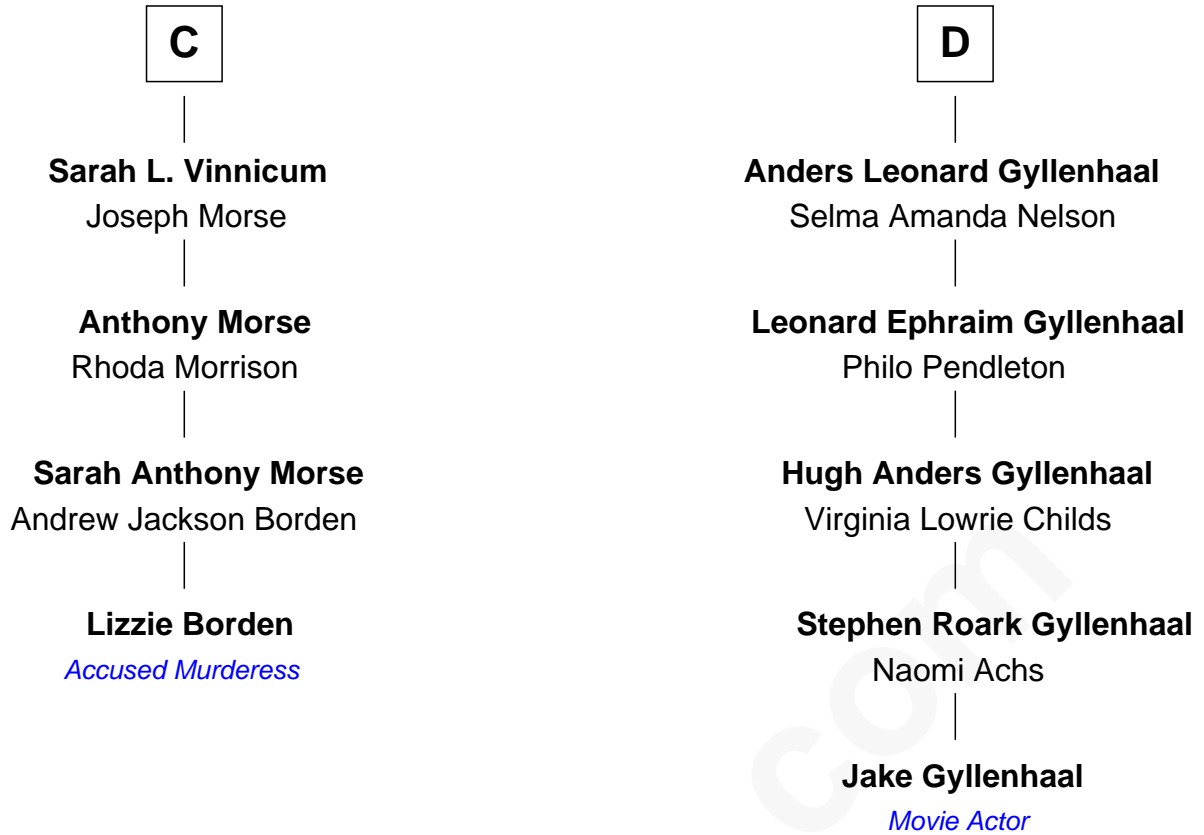 C
Sarah L. Vinnicum
Joseph Morse
Anthony Morse
Rhoda Morrison
Sarah Anthony Morse
Andrew Jackson Borden
Lizzie Borden
Accused Murderess
D
Anders Leonard Gyllenhaal
Selma Amanda Nelson
Leonard Ephraim Gyllenhaal
Philo Pendleton
Hugh Anders Gyllenhaal
Virginia Lowrie Childs
Stephen Roark Gyllenhaal
Naomi Achs
Jake Gyllenhaal
Movie Actor
com